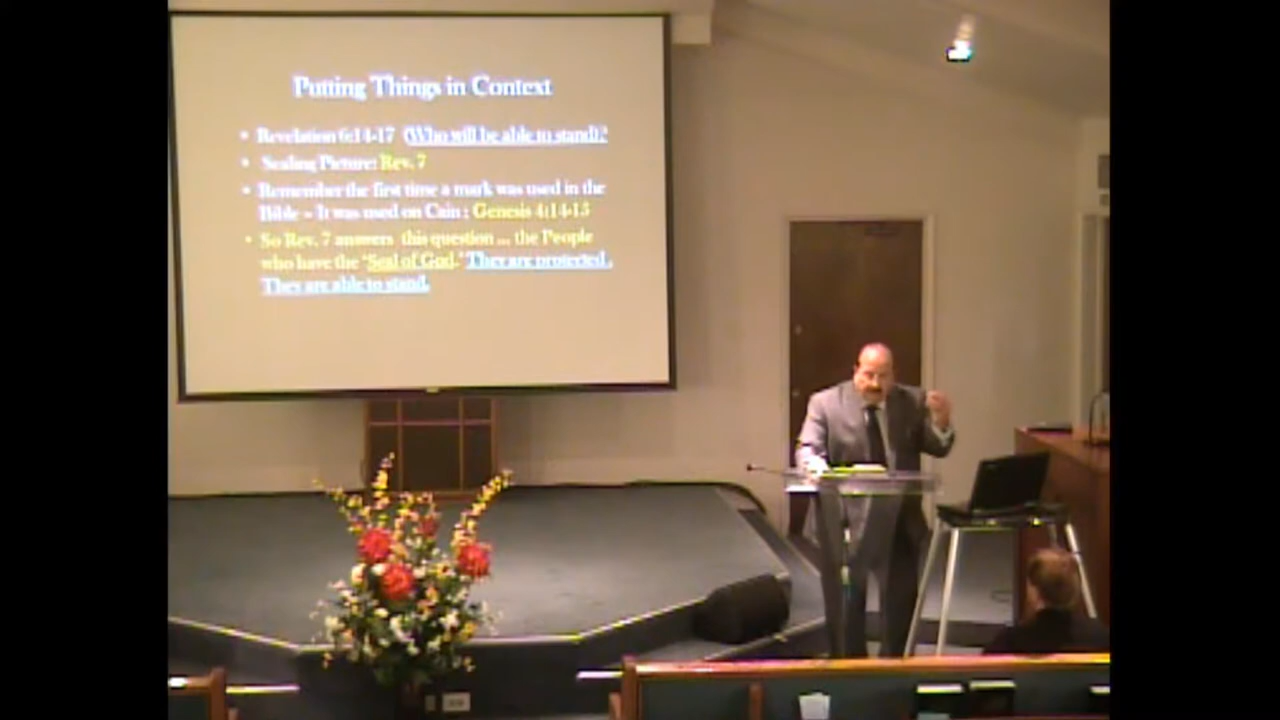 Putting Things in Context
• Revelation 6:14-17 (Who will be able to stand)?
• Sealing Picture: Rev. 7
• Remember the first time a mark was used in the
Bible – It was used on Cain : Genesis 4:14-15
• So Rev. 7 answers this question ... the People
who have the "Seal of God." They are protected .
They are able to stand.